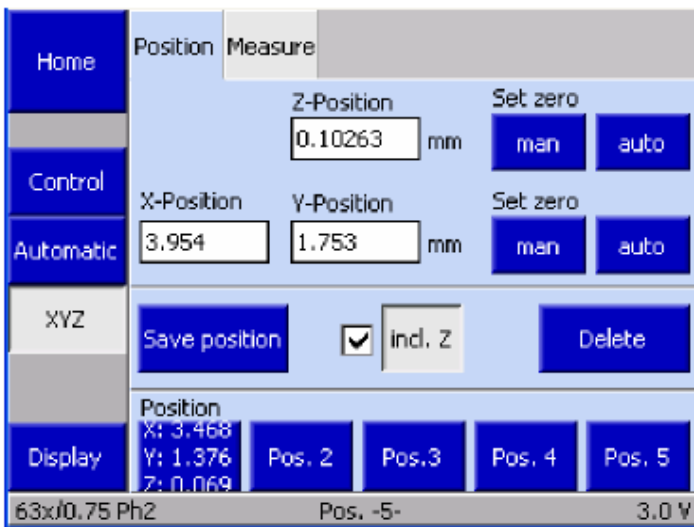 Home
Position Measure
Z-Position
Set zero
0.10263 mm
man auto
Control
X-Position Y-Position
Set zero
Automatic
3.954 1.753 mm
man auto
XYZ
Save position
incl. Z
Delete
Position
X: 3.468
Y: 1.376
Z: 0.069
Pos. 2 Pos.3 Pos. 4 Pos. 5
Display
63x/0.75 Ph2 Pos. -5- 3.0 V